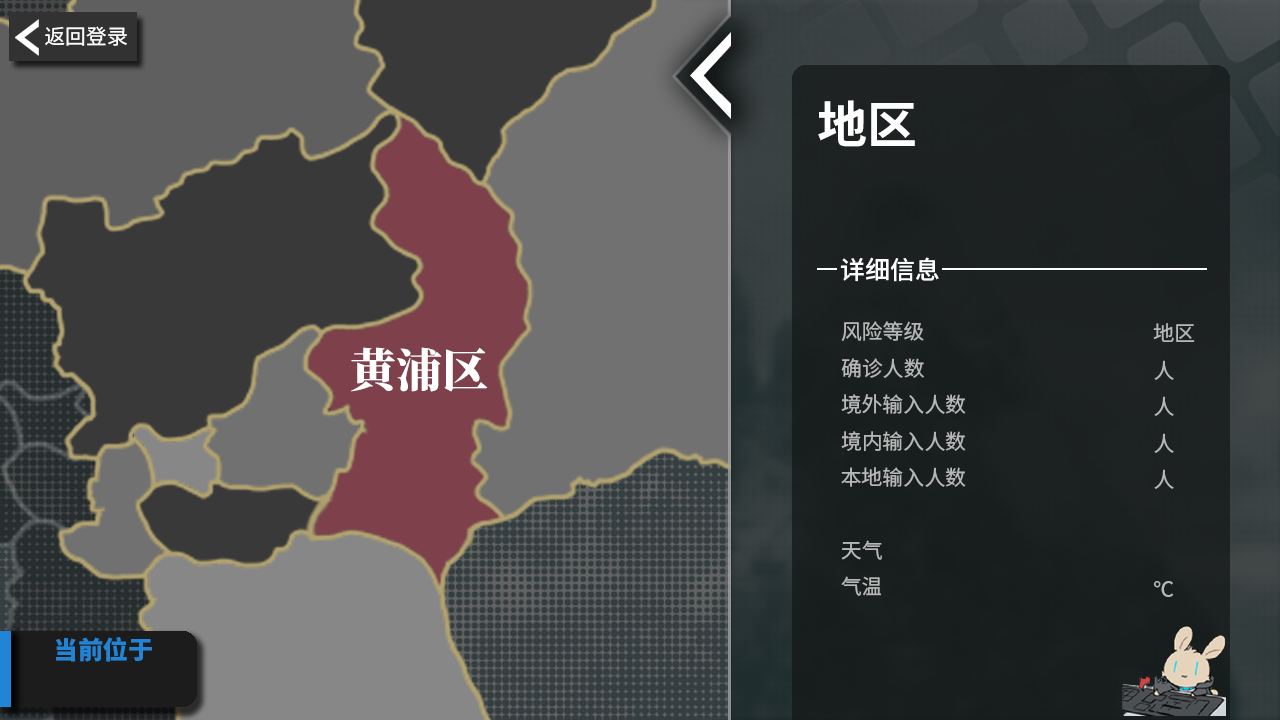 返回登录
黄浦区
当前位于
地区
详细信息
风险等级 地区
确诊人数 人
境外输入人数 人
境内输入人数 人
本地输入人数 人
天气
气温 ℃